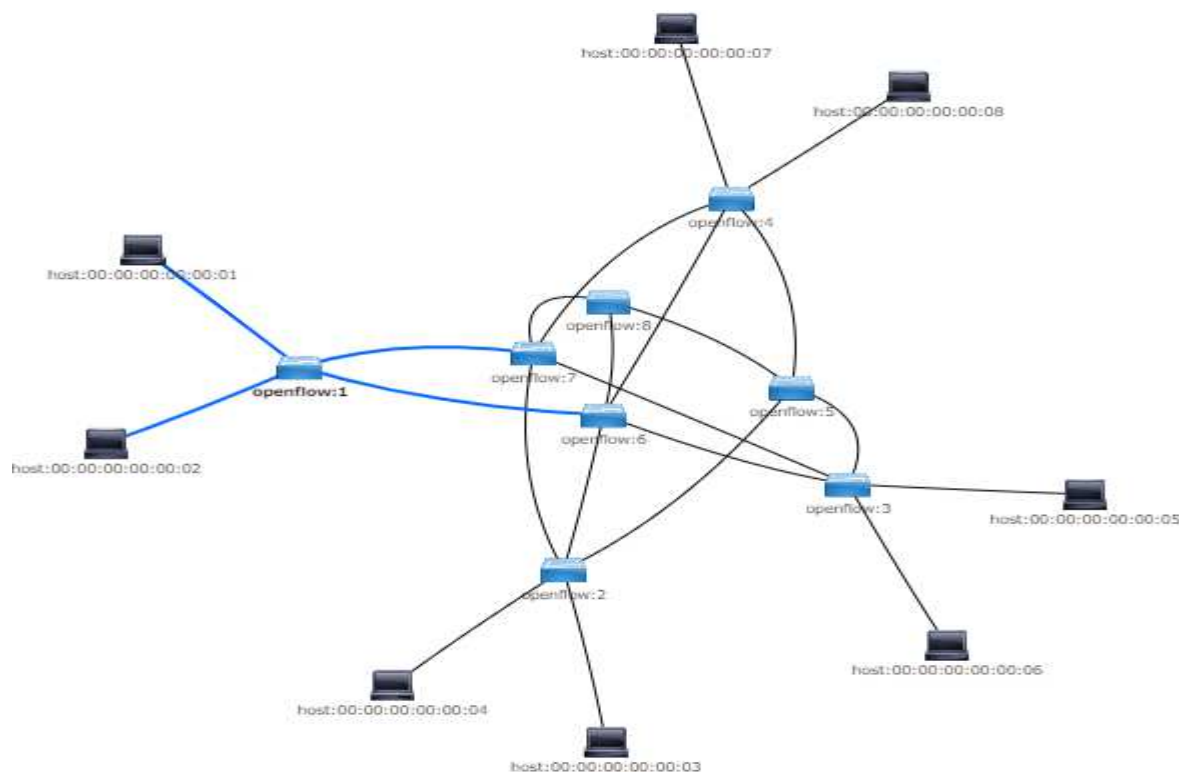 host:00:00:00:00:00:07
host:00:00:00:00:00:08
openflow:4
host:00:00:00:00:00:01
openflow:8
openflow:7
openflow:1
openflow:5
openflow:6
host:00:00:00:00:00:02
openflow:3
host:00:00:00:00:00:05
openflow:2
host:00:00:00:00:00:06
host:00:00:00:00:00:04
host:00:00:00:00:00:03